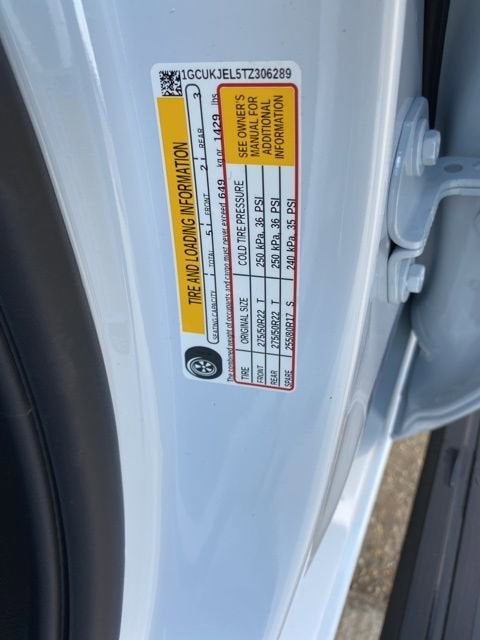 1GCUKJEL5TZ306289
TIRE AND LOADING INFORMATION
SEATING CAPACITY TOTAL 5 FRONT 2 REAR 3
The combined weight of occupants and cargo must never exceed 649 kg or 1429 lbs
TIRE ORIGINAL SIZE COLD TIRE PRESSURE
FRONT 275/50R22 T 250 kPa, 36 PSI
REAR 275/50R22 T 250 kPa, 36 PSI
SPARE 255/80R17 S 240 kPa, 35 PSI
SEE OWNER'S
MANUAL FOR
ADDITIONAL
INFORMATION